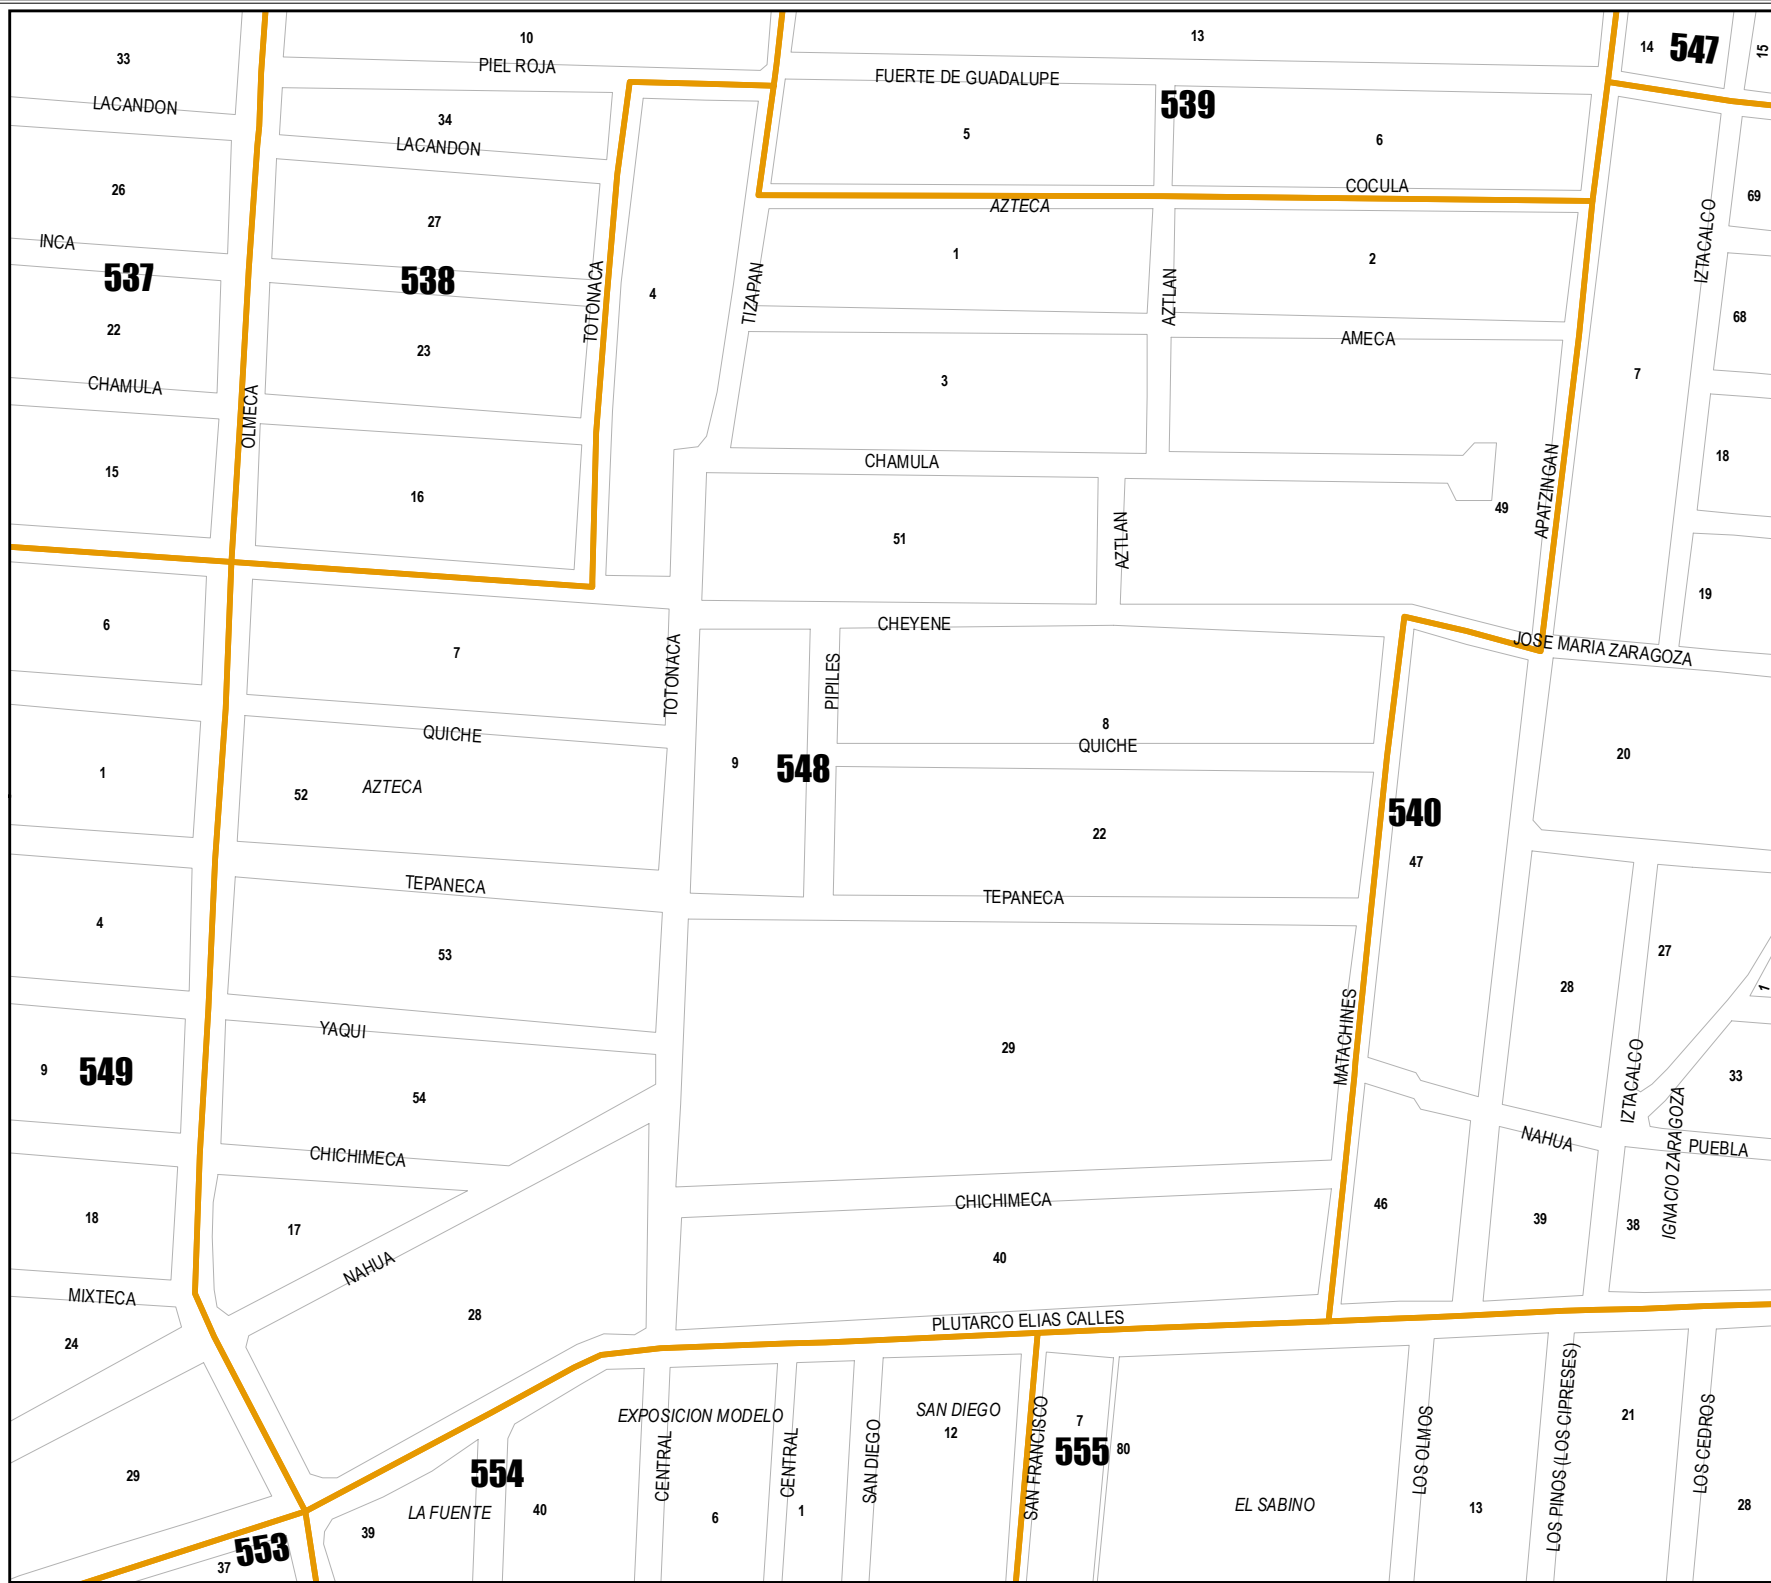 33
10
13
14
547
15
PIEL ROJA
FUERTE DE GUADALUPE
LACANDON
34
539
LACANDON
5
6
26
COCULA
69
27
AZTECA
INCA
IZTACALCO
537
538
TOTONACA
4
TIZAPAN
1
AZTLAN
2
22
23
AMECA
68
CHAMULA
3
7
OLMECA
15
16
CHAMULA
18
49
APATZINGAN
51
AZTLAN
6
7
CHEYENE
19
JOSE MARIA ZARAGOZA
TOTONACA
PIPILES
8
QUICHE
QUICHE
1
52
AZTECA
9
548
20
540
22
47
TEPANECA
TEPANECA
4
53
27
28
1
YAQUI
29
MATACHINES
9
549
54
33
IZTACALCO
IGNACIO ZARAGOZA
NAHUA
PUEBLA
CHICHIMECA
CHICHIMECA
18
17
46
39
38
NAHUA
40
MIXTECA
28
PLUTARCO ELIAS CALLES
24
EXPOSICION MODELO
SAN DIEGO
12
SAN FRANCISCO
7
555
80
LOS OLMOS
LOS PINOS (LOS CIPRESES)
21
LOS CEDROS
29
554
CENTRAL
CENTRAL
SAN DIEGO
LA FUENTE
40
39
6
1
EL SABINO
13
28
553
37